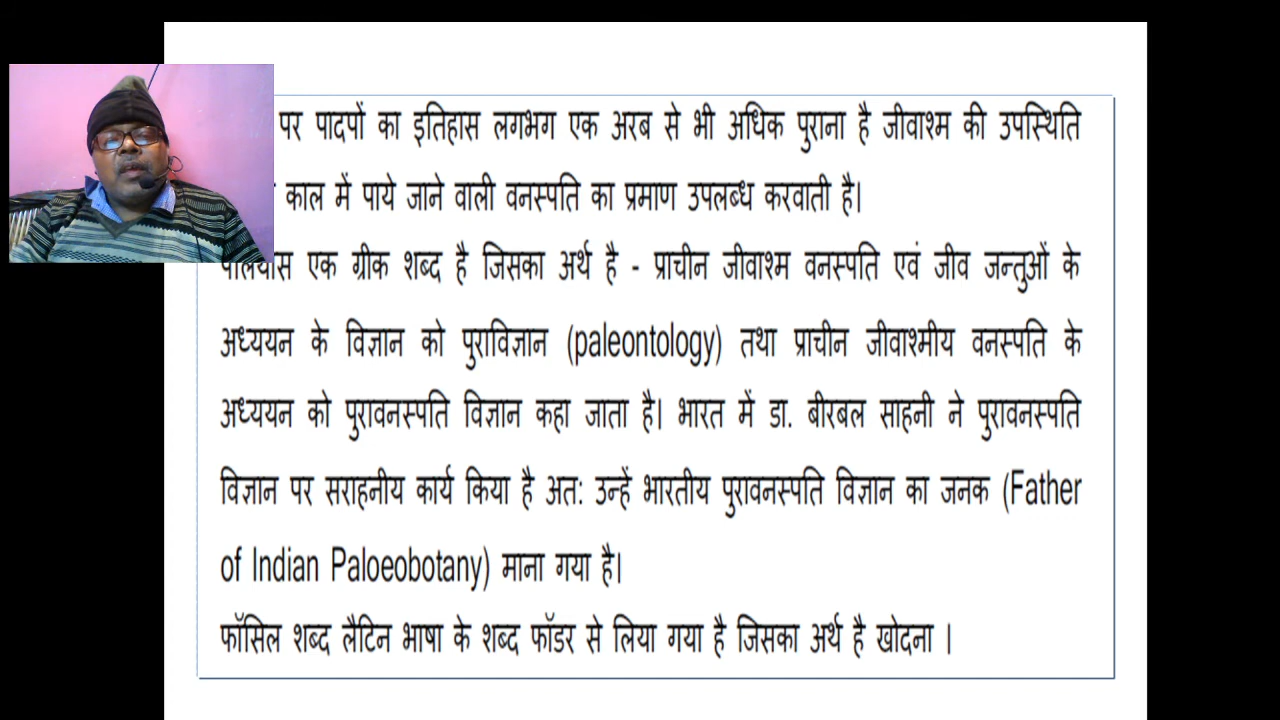 पर पादपों का इतिहास लगभग एक अरब से भी अधिक पुराना है जीवाश्म की उपस्थिति
काल में पाये जाने वाली वनस्पति का प्रमाण उपलब्ध करवाती है।
एक ग्रीक शब्द है जिसका अर्थ है - प्राचीन जीवाश्म वनस्पति एवं जीव जन्तुओं के
अध्ययन के विज्ञान को पुराविज्ञान (paleontology) तथा प्राचीन जीवाश्मीय वनस्पति के
अध्ययन को पुरावनस्पति विज्ञान कहा जाता है। भारत में डा. बीरबल साहनी ने पुरावनस्पति
विज्ञान पर सराहनीय कार्य किया है अत: उन्हें भारतीय पुरावनस्पति विज्ञान का जनक (Father
of Indian Paloeobotany) माना गया है।
फॉसिल शब्द लैटिन भाषा के शब्द फॉडर से लिया गया है जिसका अर्थ है खोदना ।